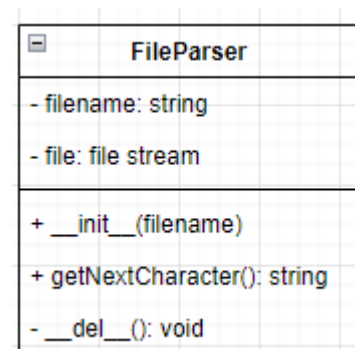 FileParser
- filename: string
- file: file stream
+ __init__(filename)
+ getNextCharacter(): string
- __del__(): void